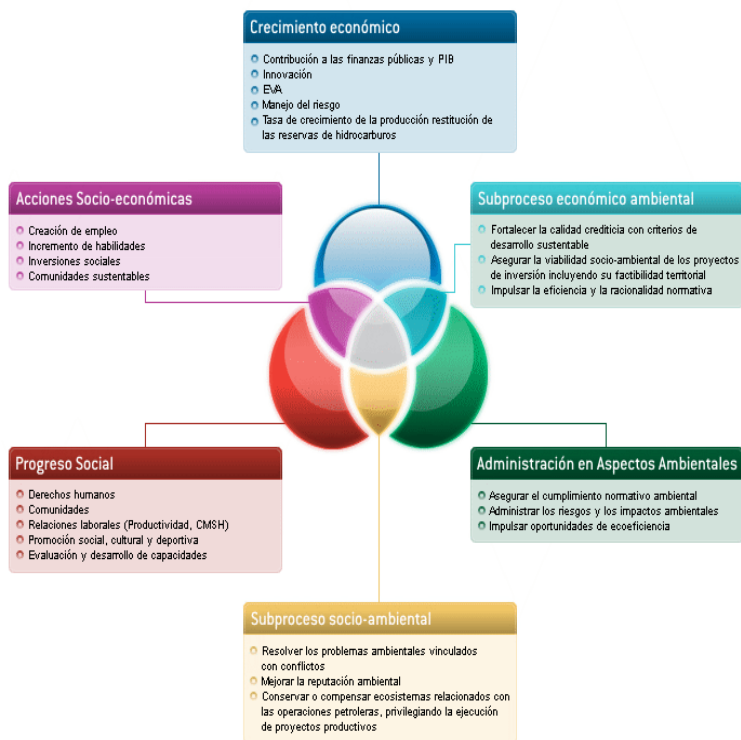 Crecimiento económico
Contribución a las finanzas públicas y PIB
Innovación
EVA
Manejo del riesgo
Tasa de crecimiento de la producción restitución de
las reservas de hidrocarburos
Acciones Socio-económicas
Creación de empleo
Incremento de habilidades
Inversiones sociales
Comunidades sustentables
Subproceso económico ambiental
Fortalecer la calidad crediticia con criterios de
desarrollo sustentable
Asegurar la viabilidad socio-ambiental de los proyectos
de inversión incluyendo su factibilidad territorial
Impulsar la eficiencia y la racionalidad normativa
Progreso Social
Derechos humanos
Comunidades
Relaciones laborales (Productividad, CMSH)
Promoción social, cultural y deportiva
Evaluación y desarrollo de capacidades
Administración en Aspectos Ambientales
Asegurar el cumplimiento normativo ambiental
Administrar los riesgos y los impactos ambientales
Impulsar oportunidades de ecoeficiencia
Subproceso socio-ambiental
Resolver los problemas ambientales vinculados
con conflictos
Mejorar la reputación ambiental
Conservar o compensar ecosistemas relacionados con
las operaciones petroleras, privilegiando la ejecución
de proyectos productivos